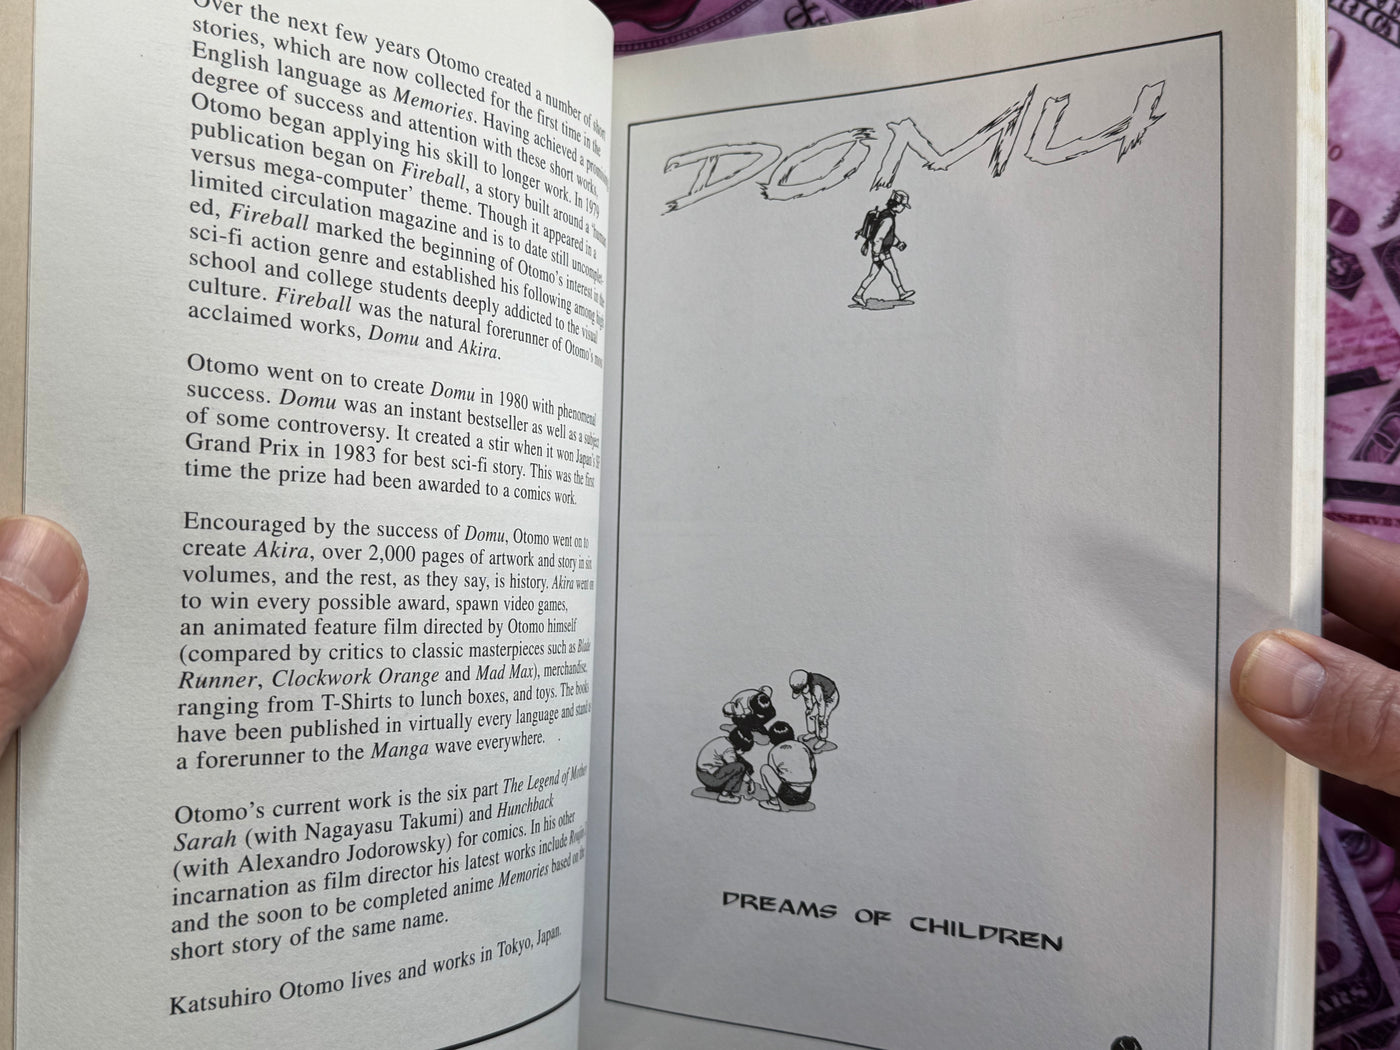 Over the next few years Otomo created a number of short
stories, which are now collected for the first time in the
English language as Memories. Having achieved a promising
degree of success and attention with these short works,
Otomo began applying his skill to longer work. In 1979
publication began on Fireball, a story built around a 'human
versus mega-computer' theme. Though it appeared in a
limited circulation magazine and is to date still uncomplet-
ed, Fireball marked the beginning of Otomo's interest in the
sci-fi action genre and established his following among high
school and college students deeply addicted to the visual
culture. Fireball was the natural forerunner of Otomo's most
acclaimed works, Domu and Akira.
Otomo went on to create Domu in 1980 with phenomenal
success. Domu was an instant bestseller as well as a subject
of some controversy. It created a stir when it won Japan's SF
Grand Prix in 1983 for best sci-fi story. This was the first
time the prize had been awarded to a comics work.
Encouraged by the success of Domu, Otomo went on to
create Akira, over 2,000 pages of artwork and story in six
volumes, and the rest, as they say, is history. Akira went on
to win every possible award, spawn video games,
an animated feature film directed by Otomo himself
(compared by critics to classic masterpieces such as Blade
Runner, Clockwork Orange and Mad Max), merchandise,
ranging from T-Shirts to lunch boxes, and toys. The books
have been published in virtually every language and stand as
a forerunner to the Manga wave everywhere.
Otomo's current work is the six part The Legend of Mother
Sarah (with Nagayasu Takumi) and Hunchback
(with Alexandro Jodorowsky) for comics. In his other
incarnation as film director his latest works include
and the soon to be completed anime Memories based on the
short story of the same name.
Katsuhiro Otomo lives and works in Tokyo, Japan.
DOMU
DREAMS OF CHILDREN